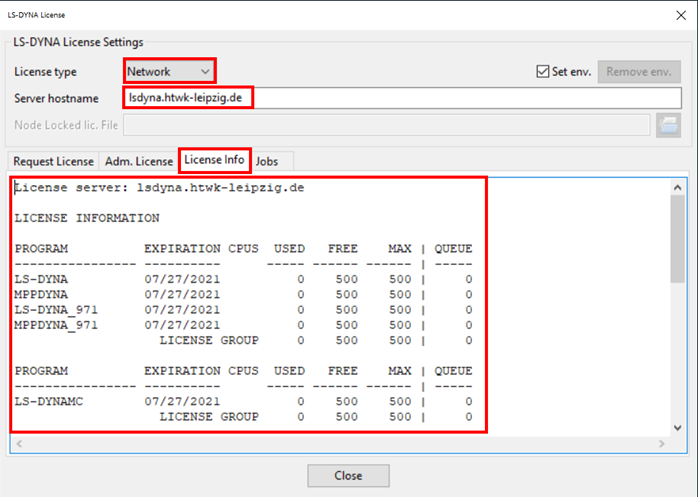 LS-DYNA License
LS-DYNA License Settings
License type Network Set env. Remove env.
Server hostname lsdyna.htwk-leipzig.de
Node Locked lic. File
Request License Adm. License License Info Jobs
License server: lsdyna.htwk-leipzig.de
LICENSE INFORMATION
PROGRAM EXPIRATION CPUS USED FREE MAX | QUEUE
---------------- ---------- ----- ------ ------ | -----
LS-DYNA 07/27/2021 0 500 500 | 0
MPPDYNA 07/27/2021 0 500 500 | 0
LS-DYNA_971 07/27/2021 0 500 500 | 0
MPPDYNA_971 07/27/2021 0 500 500 | 0
LICENSE GROUP 0 500 500 | 0
PROGRAM EXPIRATION CPUS USED FREE MAX | QUEUE
---------------- ---------- ----- ------ ------ | -----
LS-DYNAMC 07/27/2021 0 500 500 | 0
LICENSE GROUP 0 500 500 | 0
Close